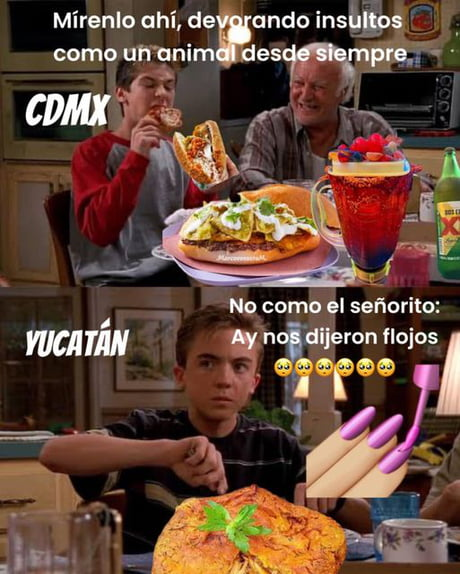 Mírenlo ahí, devorando insultos
como un animal desde siempre
CDMX
No como el señorito:
Ay nos dijeron flojos
🥺🥺🥺🥺🥺🥺
YUCATÁN